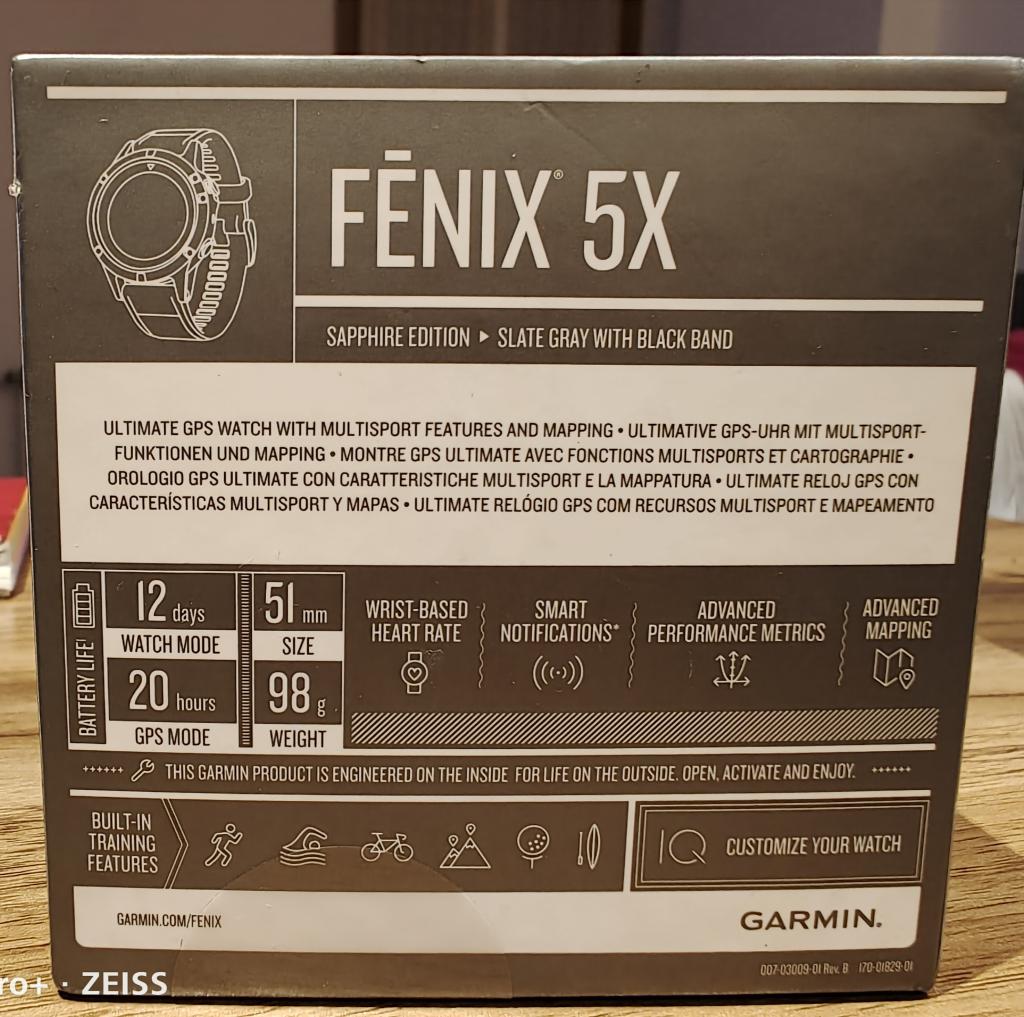 FĒNIX® 5X
SAPPHIRE EDITION ▸ SLATE GRAY WITH BLACK BAND
ULTIMATE GPS WATCH WITH MULTISPORT FEATURES AND MAPPING • ULTIMATIVE GPS-UHR MIT MULTISPORT-
FUNKTIONEN UND MAPPING • MONTRE GPS ULTIMATE AVEC FONCTIONS MULTISPORTS ET CARTOGRAPHIE •
OROLOGIO GPS ULTIMATE CON CARATTERISTICHE MULTISPORT E LA MAPPATURA • ULTIMATE RELOJ GPS CON
CARACTERÍSTICAS MULTISPORT Y MAPAS • ULTIMATE RELÓGIO GPS COM RECURSOS MULTISPORT E MAPEAMENTO
BATTERY LIFE¹
12 days
WATCH MODE
20 hours
GPS MODE
51 mm
SIZE
98 g
WEIGHT
WRIST-BASED
HEART RATE
SMART
NOTIFICATIONS*
ADVANCED
PERFORMANCE METRICS
ADVANCED
MAPPING
THIS GARMIN PRODUCT IS ENGINEERED ON THE INSIDE FOR LIFE ON THE OUTSIDE. OPEN, ACTIVATE AND ENJOY.
BUILT-IN
TRAINING
FEATURES
IQ CUSTOMIZE YOUR WATCH
GARMIN.COM/FENIX
GARMIN.
007-03009-01 Rev. B 170-01829-01
ro+ · ZEISS